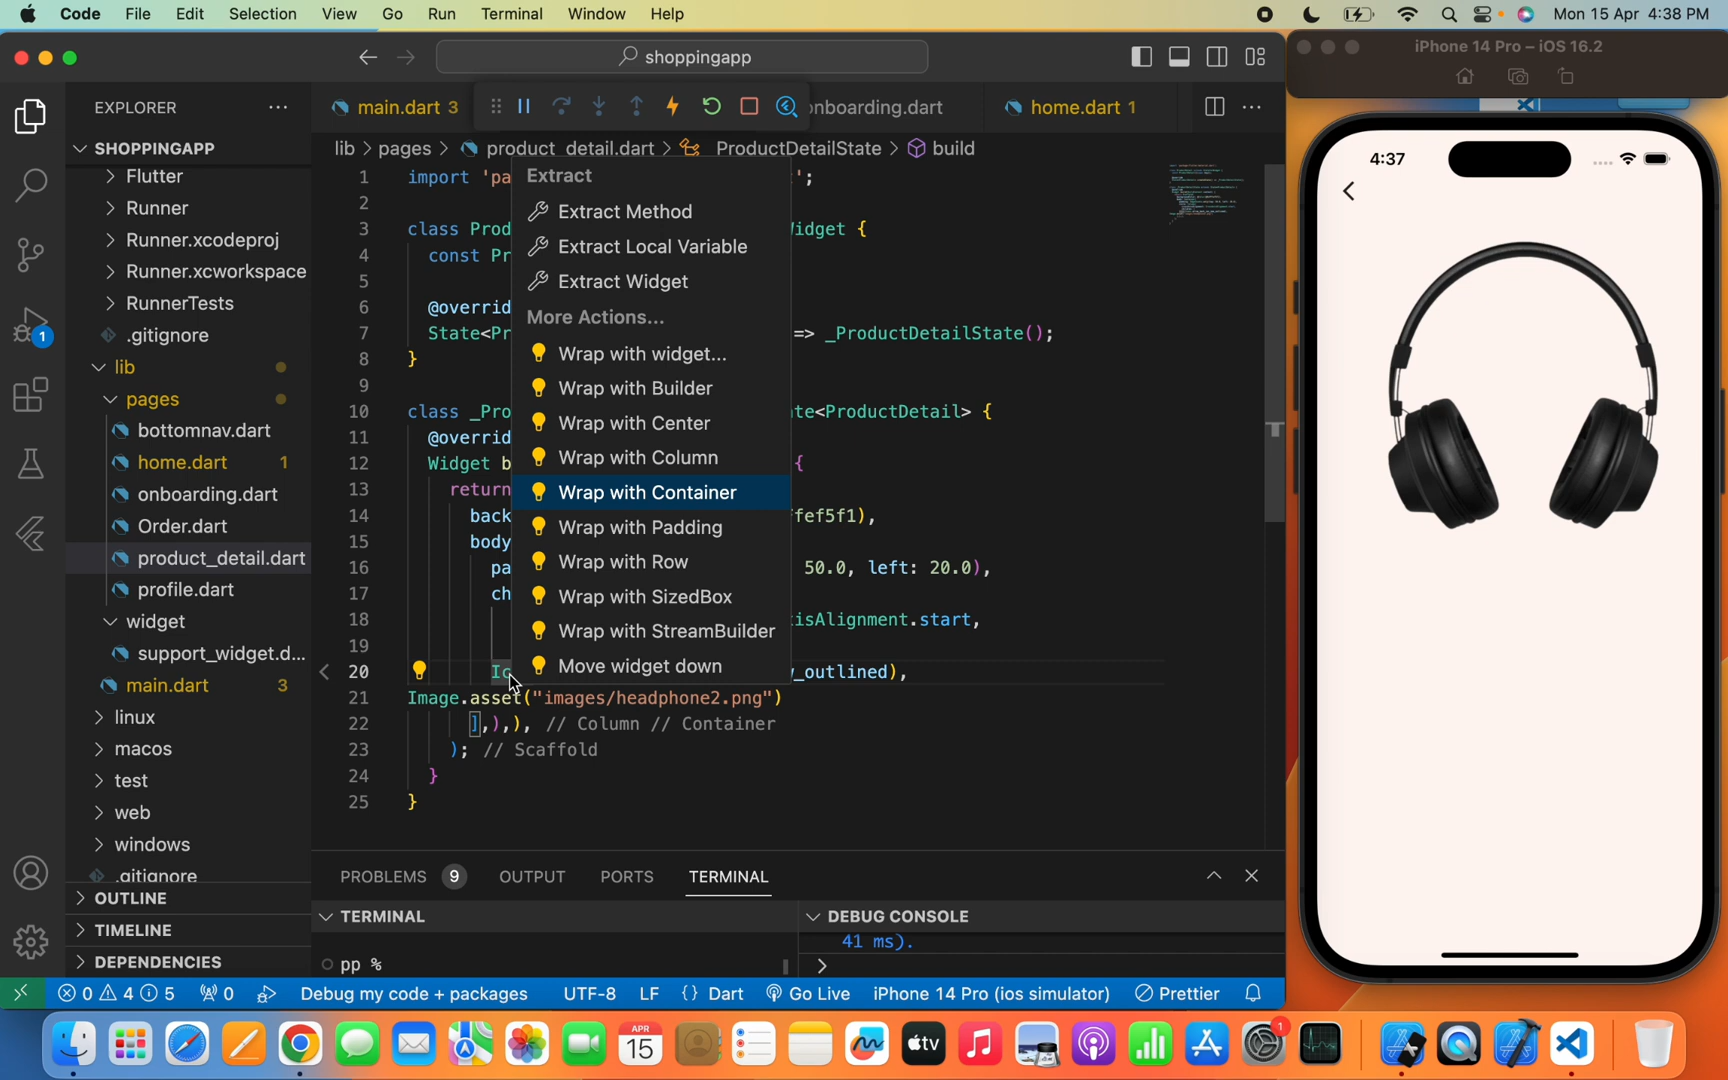 Code File Edit Selection View Go Run Terminal Window Help Mon 15 Apr 4:38 PM
shoppingapp
iPhone 14 Pro – iOS 16.2
EXPLORER
main.dart 3
nboarding.dart
home.dart 1
SHOPPINGAPP
lib > pages > product_detail.dart > _ProductDetailState > build
Flutter
Runner
Runner.xcodeproj
Runner.xcworkspace
RunnerTests
.gitignore
lib
pages
bottomnav.dart
home.dart 1
onboarding.dart
Order.dart
product_detail.dart
profile.dart
widget
support_widget.d...
main.dart 3
linux
macos
test
web
windows
.gitignore
OUTLINE
TIMELINE
DEPENDENCIES
1
1 import 'pa ';
2
3 class Prod idget {
4 const Pr
5
6 @overrid
7 State<Pr => _ProductDetailState();
8 }
9
10 class _Pro te<ProductDetail> {
11 @overrid
12 Widget b {
13 return
14 back ffef5f1),
15 body
16 pa 50.0, left: 20.0),
17 ch
18 isAlignment.start,
19
20 Ic _outlined),
21 Image.asset("images/headphone2.png")
22 ],),), // Column // Container
23 ); // Scaffold
24 }
25 }
Extract
Extract Method
Extract Local Variable
Extract Widget
More Actions...
Wrap with widget...
Wrap with Builder
Wrap with Center
Wrap with Column
Wrap with Container
Wrap with Padding
Wrap with Row
Wrap with SizedBox
Wrap with StreamBuilder
Move widget down
PROBLEMS 9 OUTPUT PORTS TERMINAL
TERMINAL
pp %
DEBUG CONSOLE
41 ms).
>
0 4 5 0 Debug my code + packages UTF-8 LF {} Dart Go Live iPhone 14 Pro (ios simulator) Prettier
4:37
APR
15
tv
1